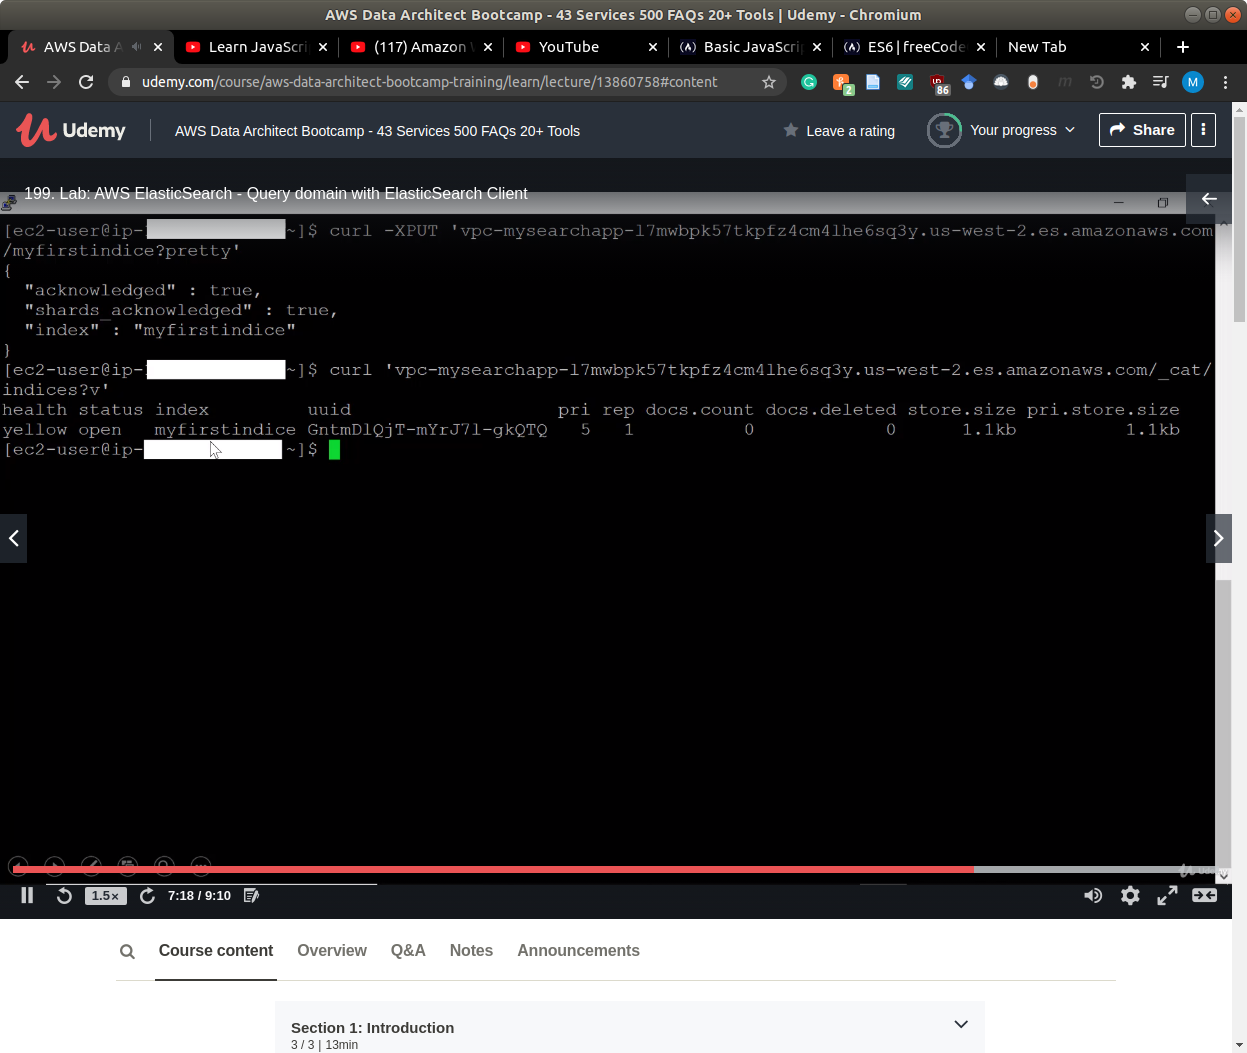 AWS Data Architect Bootcamp - 43 Services 500 FAQs 20+ Tools | Udemy - Chromium
AWS Data A
Learn JavaScri
(117) Amazon
YouTube
Basic JavaScri
ES6 | freeCode
New Tab
udemy.com/course/aws-data-architect-bootcamp-training/learn/lecture/13860758#content
2
86
M
Udemy
AWS Data Architect Bootcamp - 43 Services 500 FAQs 20+ Tools
Leave a rating
Your progress
Share
199. Lab: AWS ElasticSearch - Query domain with ElasticSearch Client
[ec2-user@ip- ~]$ curl -XPUT 'vpc-mysearchapp-l7mwbpk57tkpfz4cm4lhe6sq3y.us-west-2.es.amazonaws.com
/myfirstindice?pretty'
{
"acknowledged" : true,
"shards_acknowledged" : true,
"index" : "myfirstindice"
}
[ec2-user@ip- ~]$ curl 'vpc-mysearchapp-l7mwbpk57tkpfz4cm4lhe6sq3y.us-west-2.es.amazonaws.com/_cat/
indices?v'
health status index uuid pri rep docs.count docs.deleted store.size pri.store.size
yellow open myfirstindice GntmDlQjT-mYrJ7l-gkQTQ 5 1 0 0 1.1kb 1.1kb
[ec2-user@ip- ~]$
1.5×
7:18 / 9:10
Course content
Overview
Q&A
Notes
Announcements
Section 1: Introduction
3 / 3 | 13min